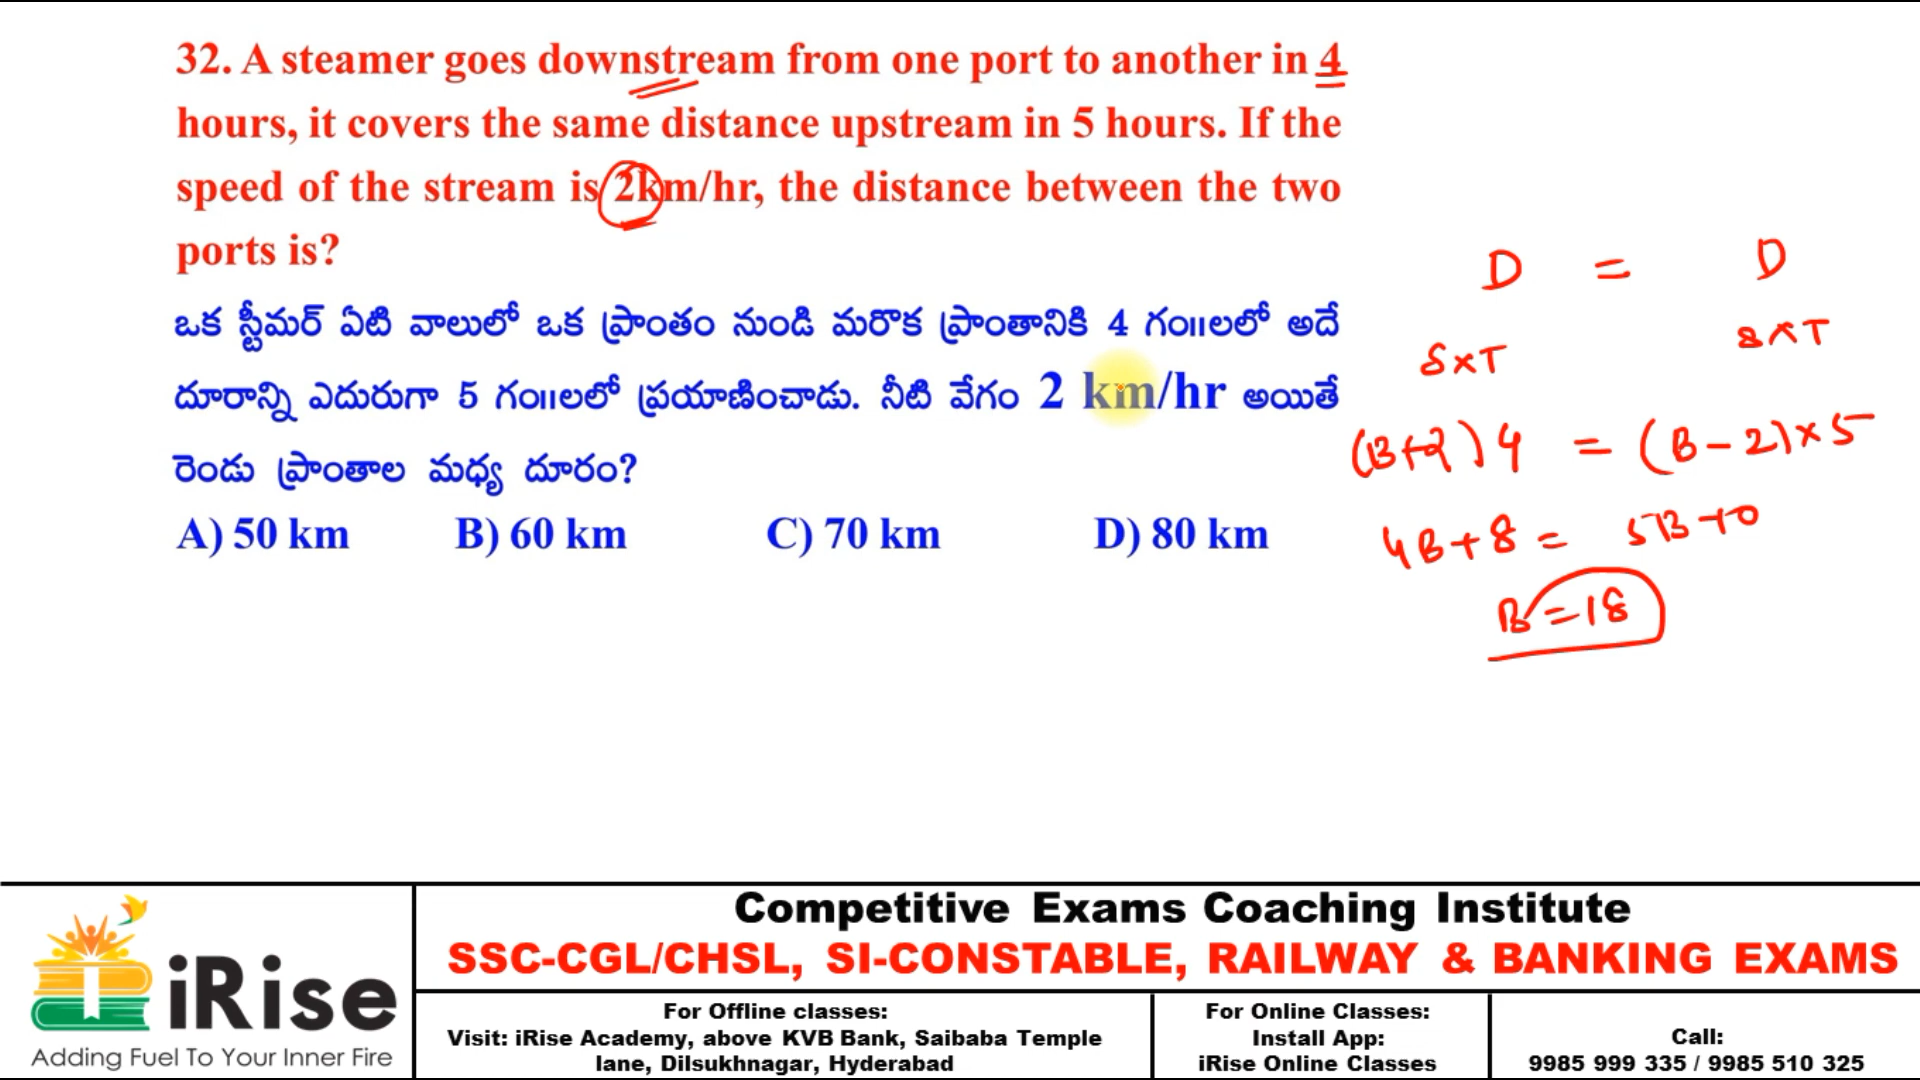 32. A steamer goes downstream from one port to another in 4
hours, it covers the same distance upstream in 5 hours. If the
speed of the stream is 2km/hr, the distance between the two
ports is?
ఒక స్టీమర్ ఏటి వాలులో ఒక ప్రాంతం నుండి మరొక ప్రాంతానికి 4 గం॥లలో అదే
దూరాన్ని ఎదురుగా 5 గం॥లలో ప్రయాణించాడు. నీటి వేగం 2 km/hr అయితే
రెండు ప్రాంతాల మధ్య దూరం?
A) 50 km B) 60 km C) 70 km D) 80 km
D = D
S×T S×T
(B+2) 4 = (B-2)×5
4B+8 = 5B-10
B=18
iRise
Adding Fuel To Your Inner Fire
Competitive Exams Coaching Institute
SSC-CGL/CHSL, SI-CONSTABLE, RAILWAY & BANKING EXAMS
For Offline classes:
Visit: iRise Academy, above KVB Bank, Saibaba Temple
lane, Dilsukhnagar, Hyderabad
For Online Classes:
Install App:
iRise Online Classes
Call:
9985 999 335 / 9985 510 325